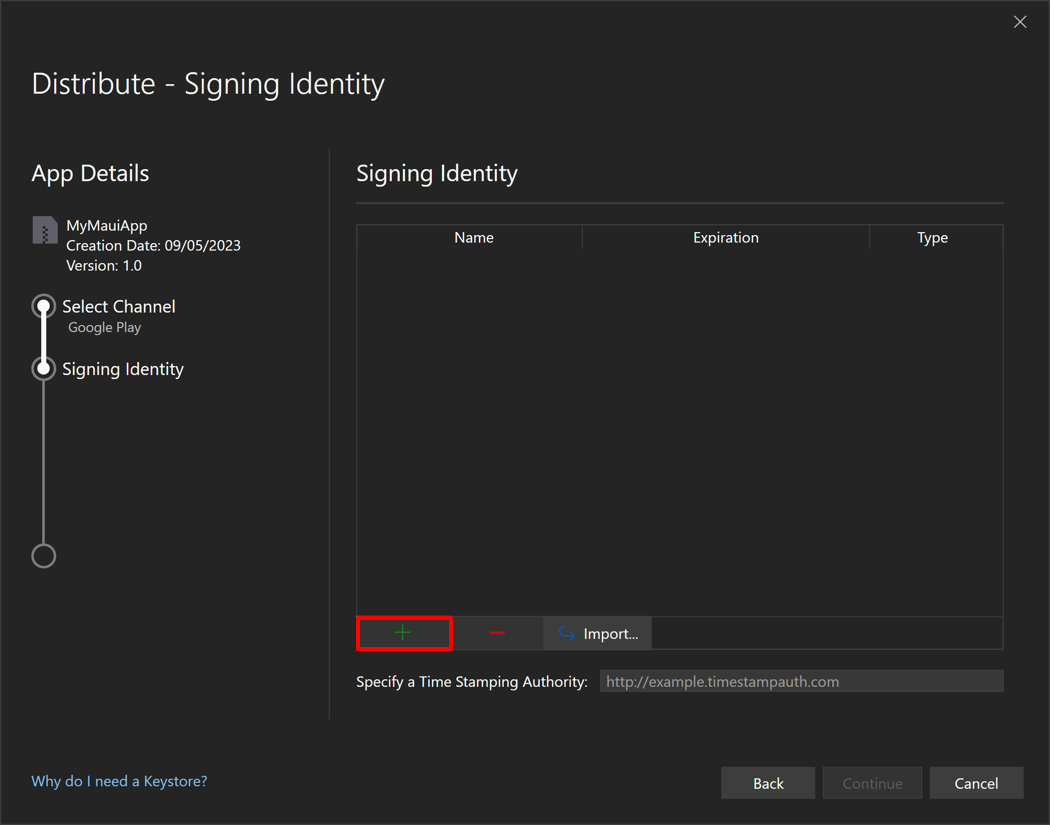 Distribute - Signing Identity
App Details
MyMauiApp
Creation Date: 09/05/2023
Version: 1.0
Select Channel
Google Play
Signing Identity
Signing Identity
Name Expiration Type
Import...
Specify a Time Stamping Authority: http://example.timestampauth.com
Why do I need a Keystore?
Back Continue Cancel